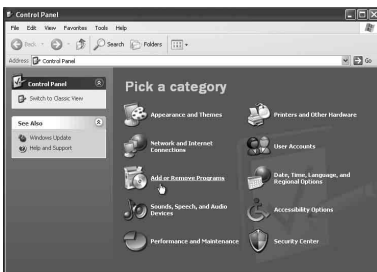 Control Panel
File Edit View Favorites Tools Help
Back Search Folders
Address Control Panel Go
Control Panel
Switch to Classic View
See Also
Windows Update
Help and Support
Pick a category
Appearance and Themes
Printers and Other Hardware
Network and Internet
Connections
User Accounts
Add or Remove Programs
Date, Time, Language, and
Regional Options
Sounds, Speech, and Audio
Devices
Accessibility Options
Performance and Maintenance
Security Center